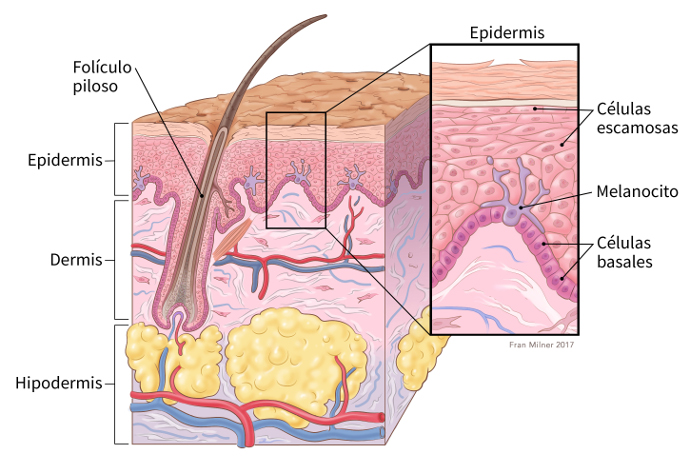 Epidermis
Folículo
piloso
Células
escamosas
Epidermis
Melanocito
Dermis
Células
basales
Fran Milner 2017
Hipodermis